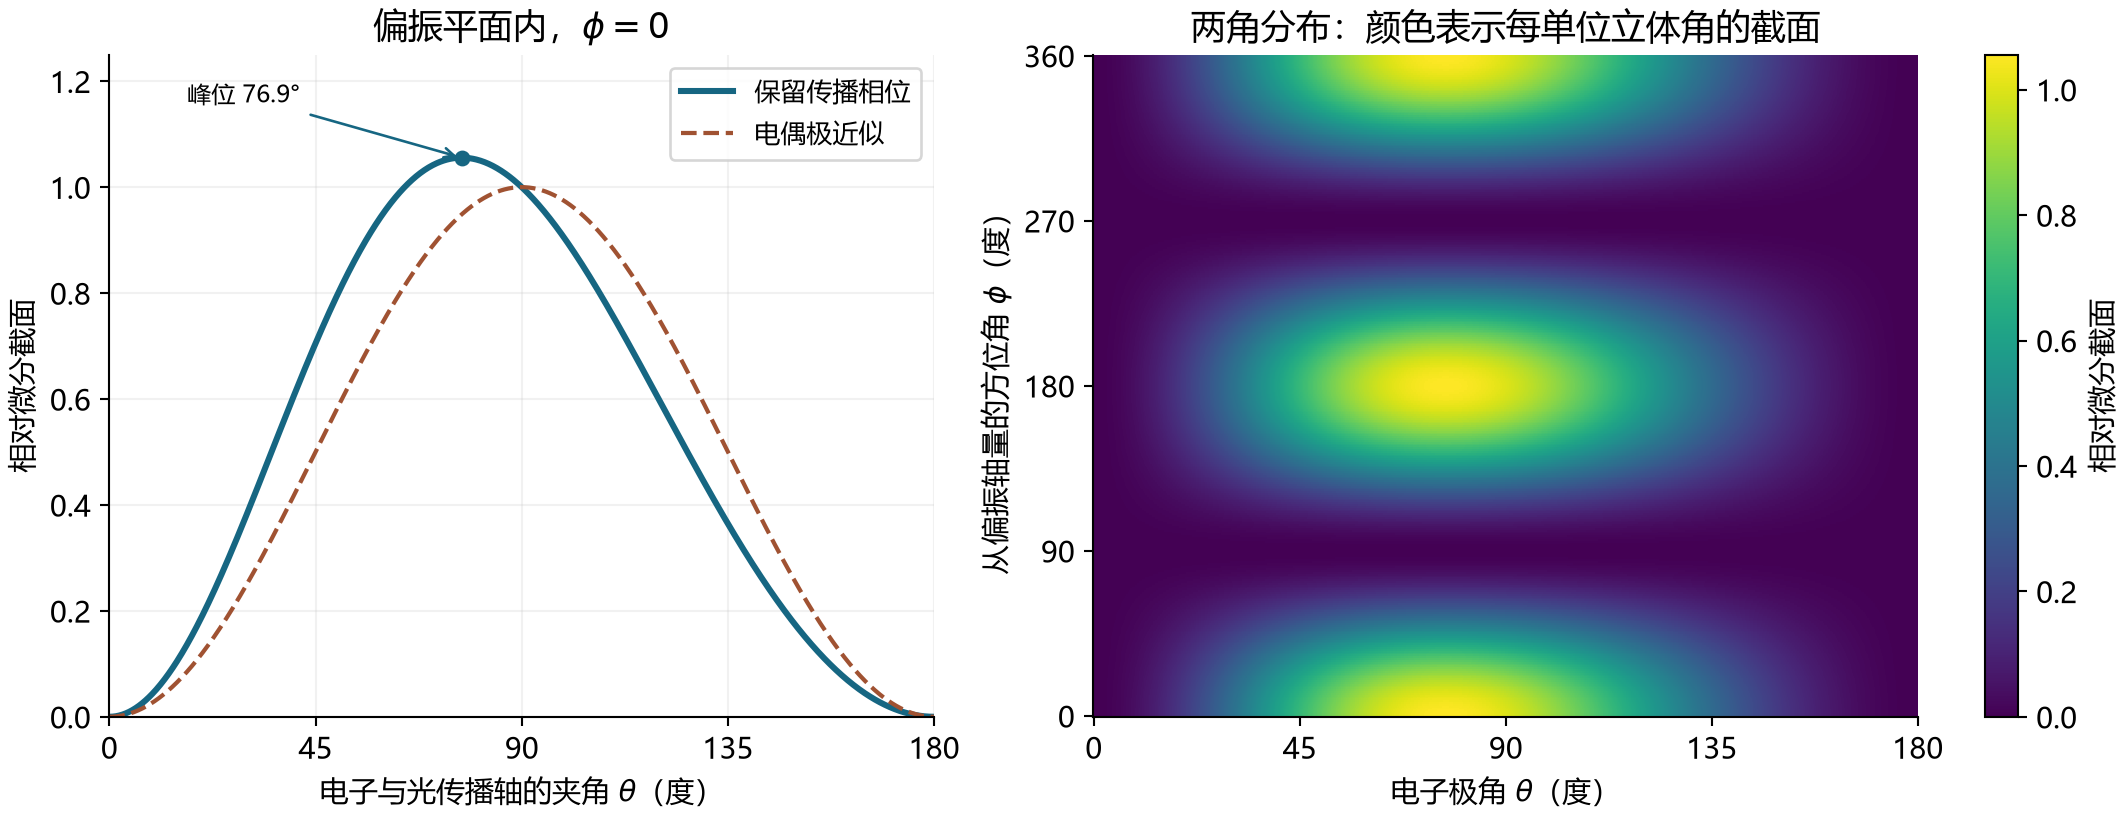 偏振平面内，ϕ = 0
峰位 76.9°
保留传播相位
电偶极近似
相对微分截面
1.2
1.0
0.8
0.6
0.4
0.2
0.0
0
45
90
135
180
电子与光传播轴的夹角 θ（度）
两角分布：颜色表示每单位立体角的截面
从偏振轴量的方位角 ϕ（度）
360
270
180
90
0
0
45
90
135
180
电子极角 θ（度）
1.0
0.8
0.6
0.4
0.2
0.0
相对微分截面